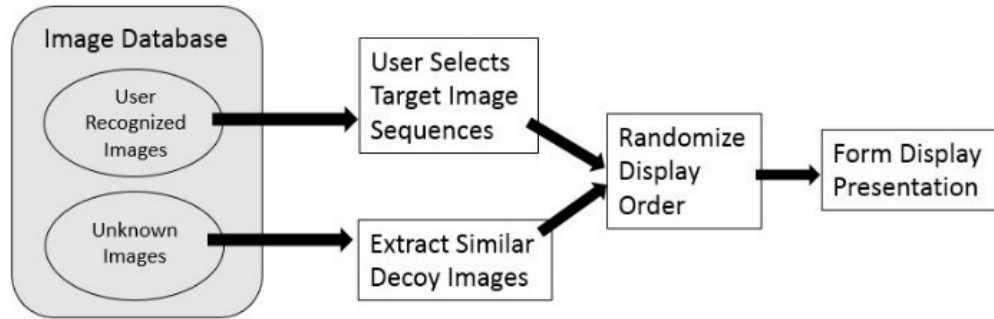 Image Database
User
Recognized
Images
Unknown
Images
User Selects
Target Image
Sequences
Extract Similar
Decoy Images
Randomize
Display
Order
Form Display
Presentation